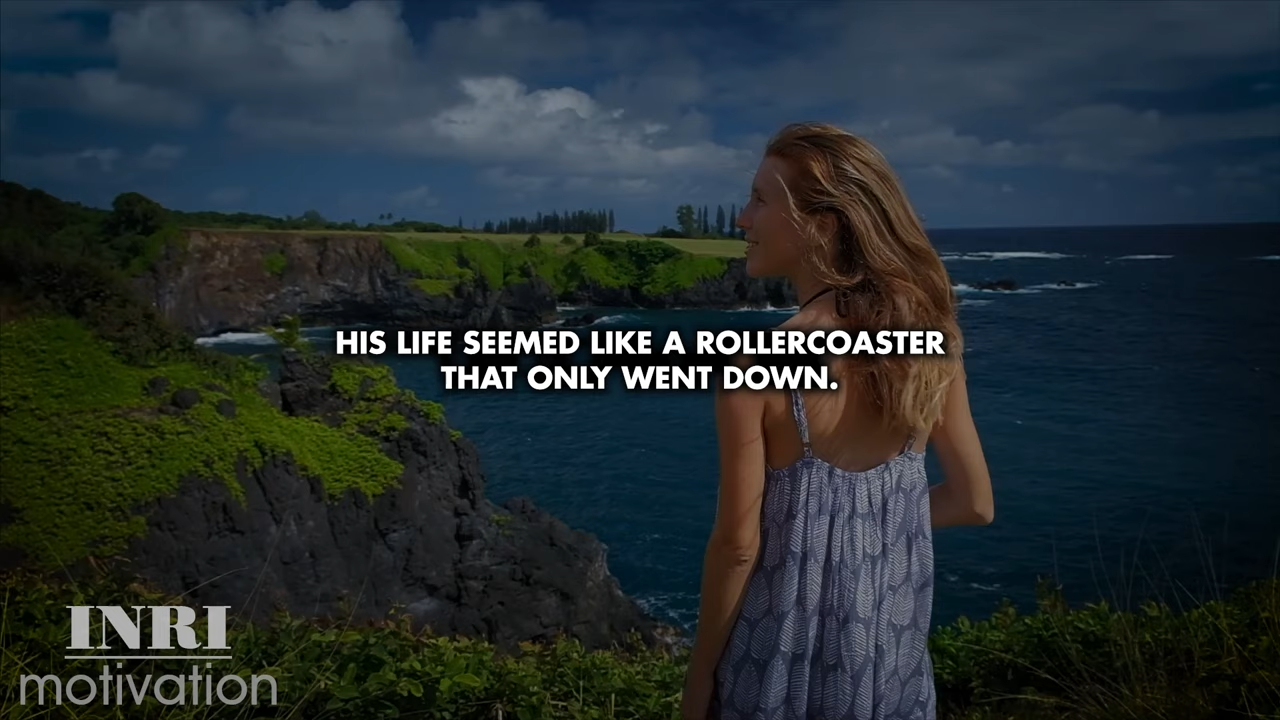 HIS LIFE SEEMED LIKE A ROLLERCOASTER
THAT ONLY WENT DOWN.
INRI
motivation